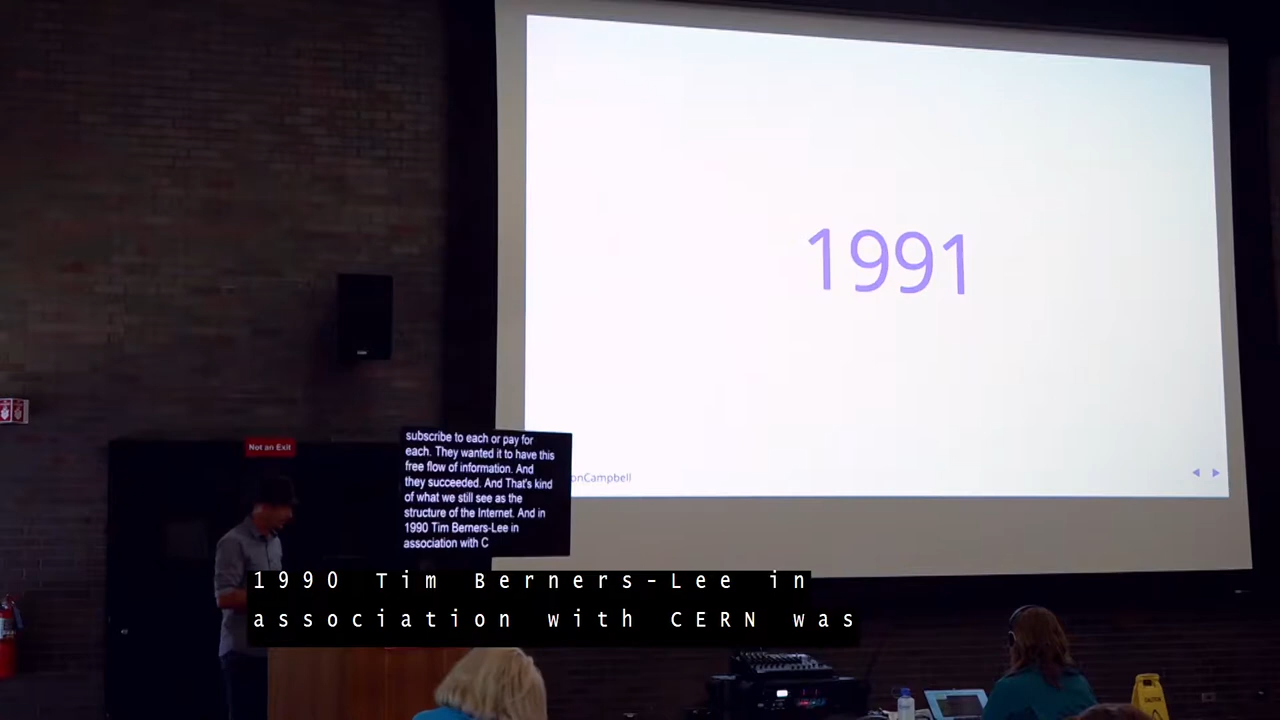 1991
onCampbell
Not an Exit
subscribe to each or pay for
each. They wanted it to have this
free flow of information. And
they succeeded. And That's kind
of what we still see as the
structure of the Internet. And in
1990 Tim Berners-Lee in
association with C
1990 Tim Berners-Lee in
association with CERN was
CAUTION